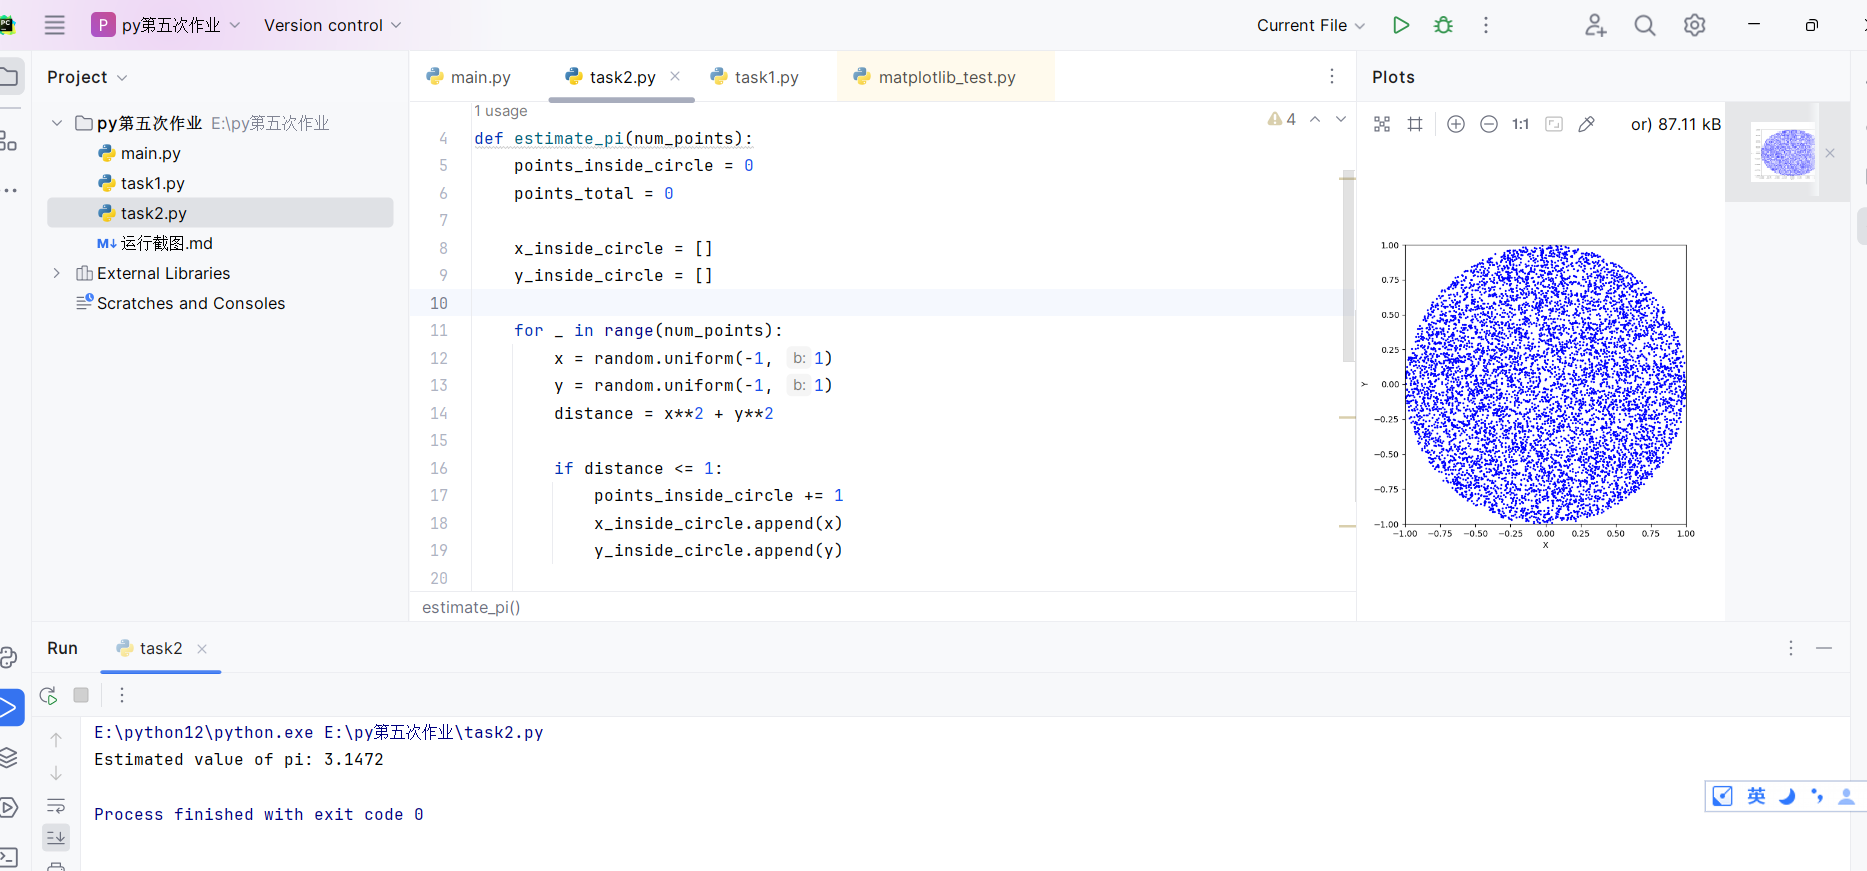 PC
P py第五次作业 Version control Current File
Project
py第五次作业 E:\py第五次作业
main.py
task1.py
task2.py
M↓ 运行截图.md
External Libraries
Scratches and Consoles
main.py task2.py task1.py matplotlib_test.py
1 usage
4
4 def estimate_pi(num_points):
5 points_inside_circle = 0
6 points_total = 0
7
8 x_inside_circle = []
9 y_inside_circle = []
10
11 for _ in range(num_points):
12 x = random.uniform(-1, b: 1)
13 y = random.uniform(-1, b: 1)
14 distance = x**2 + y**2
15
16 if distance <= 1:
17 points_inside_circle += 1
18 x_inside_circle.append(x)
19 y_inside_circle.append(y)
20
estimate_pi()
Plots
1:1 or) 87.11 kB
1.00
0.75
0.50
0.25
0.00
−0.25
−0.50
−0.75
−1.00
Y
−1.00 −0.75 −0.50 −0.25 0.00 0.25 0.50 0.75 1.00
X
Run task2
E:\python12\python.exe E:\py第五次作业\task2.py
Estimated value of pi: 3.1472
Process finished with exit code 0
英